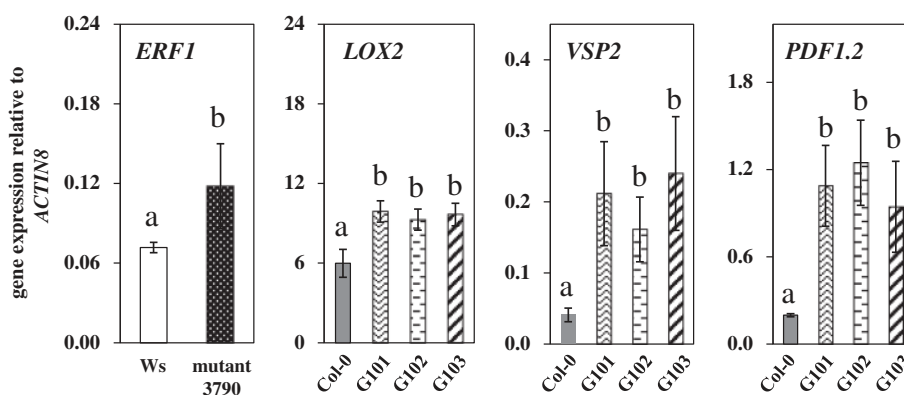 gene expression relative to
ACTIN8
ERF1
0.24
0.18
0.12
0.06
0.00
a
b
Ws
mutant
3790
LOX2
24
18
12
6
0
a
b
b
b
Col-0
G101
G102
G103
VSP2
0.4
0.3
0.2
0.1
0.0
a
b
b
b
Col-0
G101
G102
G103
PDF1.2
1.8
1.2
0.6
0.0
a
b
b
b
Col-0
G101
G102
G103